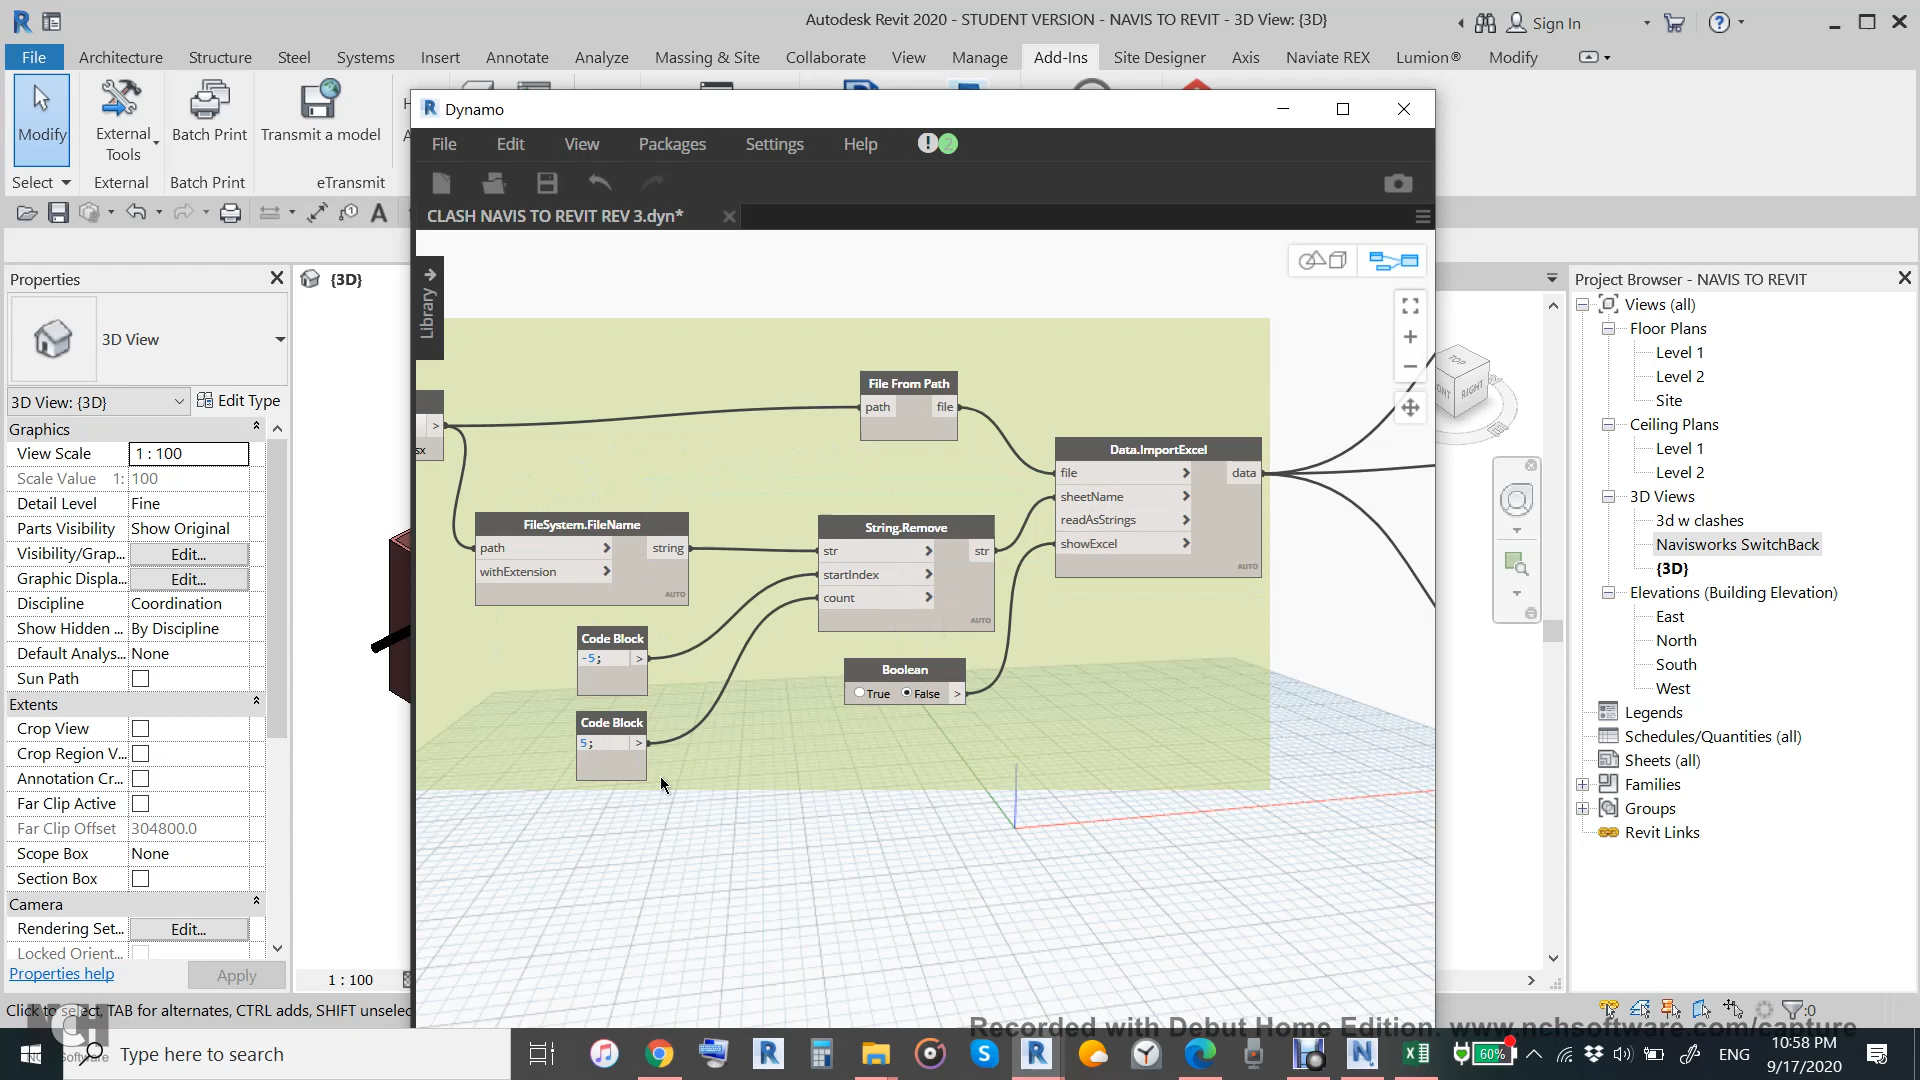 Autodesk Revit 2020 - STUDENT VERSION - NAVIS TO REVIT - 3D View: {3D}
Sign In
File
Architecture
Structure
Steel
Systems
Insert
Annotate
Analyze
Massing & Site
Collaborate
View
Manage
Add-Ins
Site Designer
Axis
Naviate REX
Lumion®
Modify
Modify
External
Tools
Batch Print
Transmit a model
Select
External
Batch Print
eTransmit
Dynamo
File
Edit
View
Packages
Settings
Help
CLASH NAVIS TO REVIT REV 3.dyn*
Library
File From Path
path
file
Data.ImportExcel
file
data
sheetName
readAsStrings
showExcel
AUTO
sx
FileSystem.FileName
path
string
withExtension
AUTO
String.Remove
str
str
startIndex
count
AUTO
Code Block
-5;
Code Block
5;
Boolean
True
False
Properties
3D View
3D View: {3D}
Edit Type
Graphics
View Scale 1 : 100
Scale Value 1: 100
Detail Level Fine
Parts Visibility Show Original
Visibility/Grap... Edit...
Graphic Displa... Edit...
Discipline Coordination
Show Hidden ... By Discipline
Default Analys... None
Sun Path
Extents
Crop View
Crop Region V...
Annotation Cr...
Far Clip Active
Far Clip Offset 304800.0
Scope Box None
Section Box
Camera
Rendering Set... Edit...
Locked Orient...
Properties help
Apply
{3D}
1 : 100
TOP
RIGHT
Project Browser - NAVIS TO REVIT
Views (all)
Floor Plans
Level 1
Level 2
Site
Ceiling Plans
Level 1
Level 2
3D Views
3d w clashes
Navisworks SwitchBack
{3D}
Elevations (Building Elevation)
East
North
South
West
Legends
Schedules/Quantities (all)
Sheets (all)
Families
Groups
Revit Links
Click to select, TAB for alternates, CTRL adds, SHIFT unselec
:0
Recorded with Debut Home Edition. www.nchsoftware.com/capture
Type here to search
60%
ENG
10:58 PM
9/17/2020